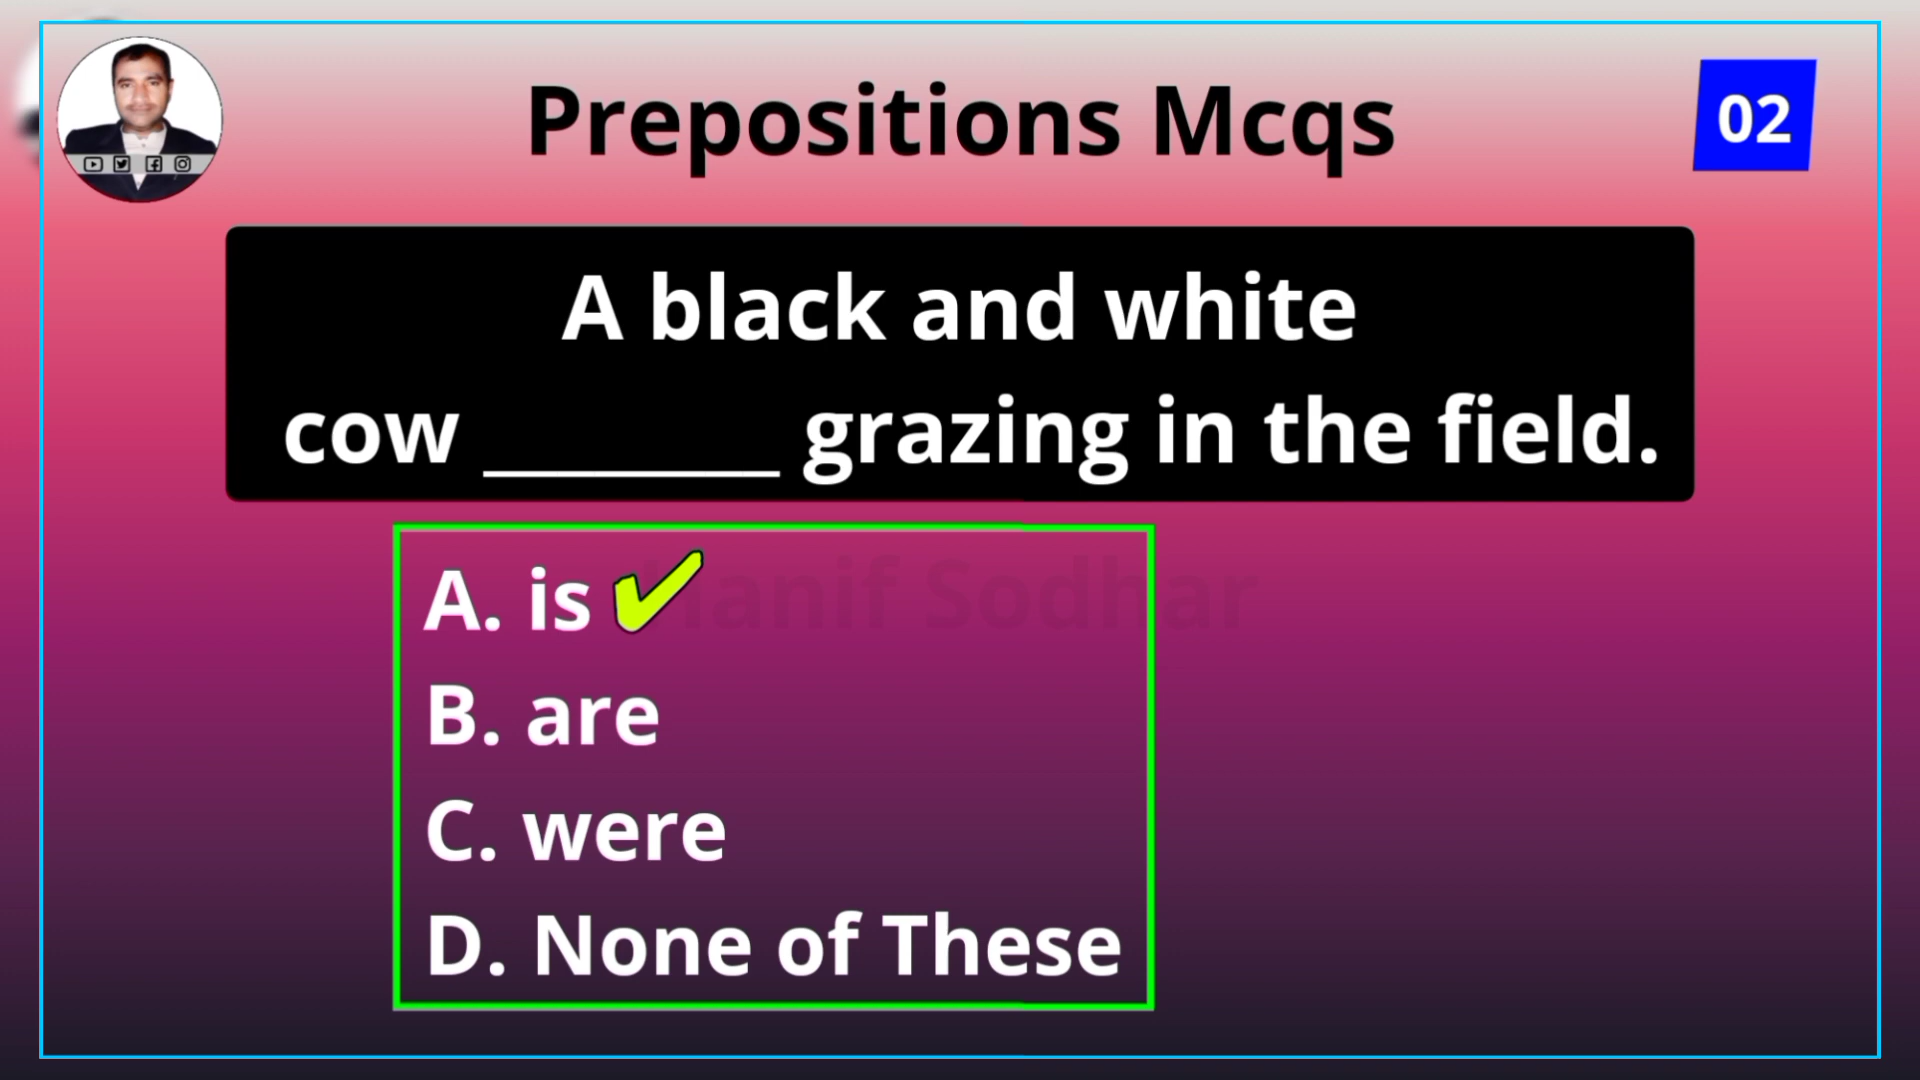 Prepositions Mcqs
02
A black and white
cow ________ grazing in the field.
A. is
Hanif Sodhar
B. are
C. were
D. None of These